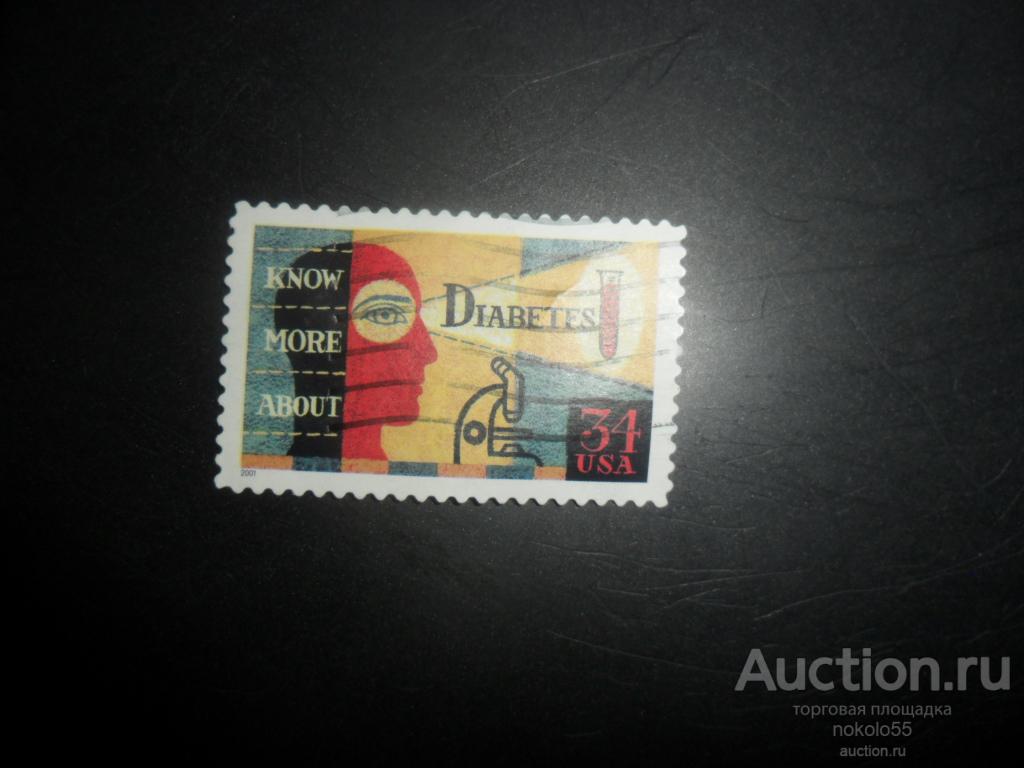 KNOW
MORE
ABOUT
DIABETES
34
USA
2001
Auction.ru
торговая площадка
nokolo55
auction.ru